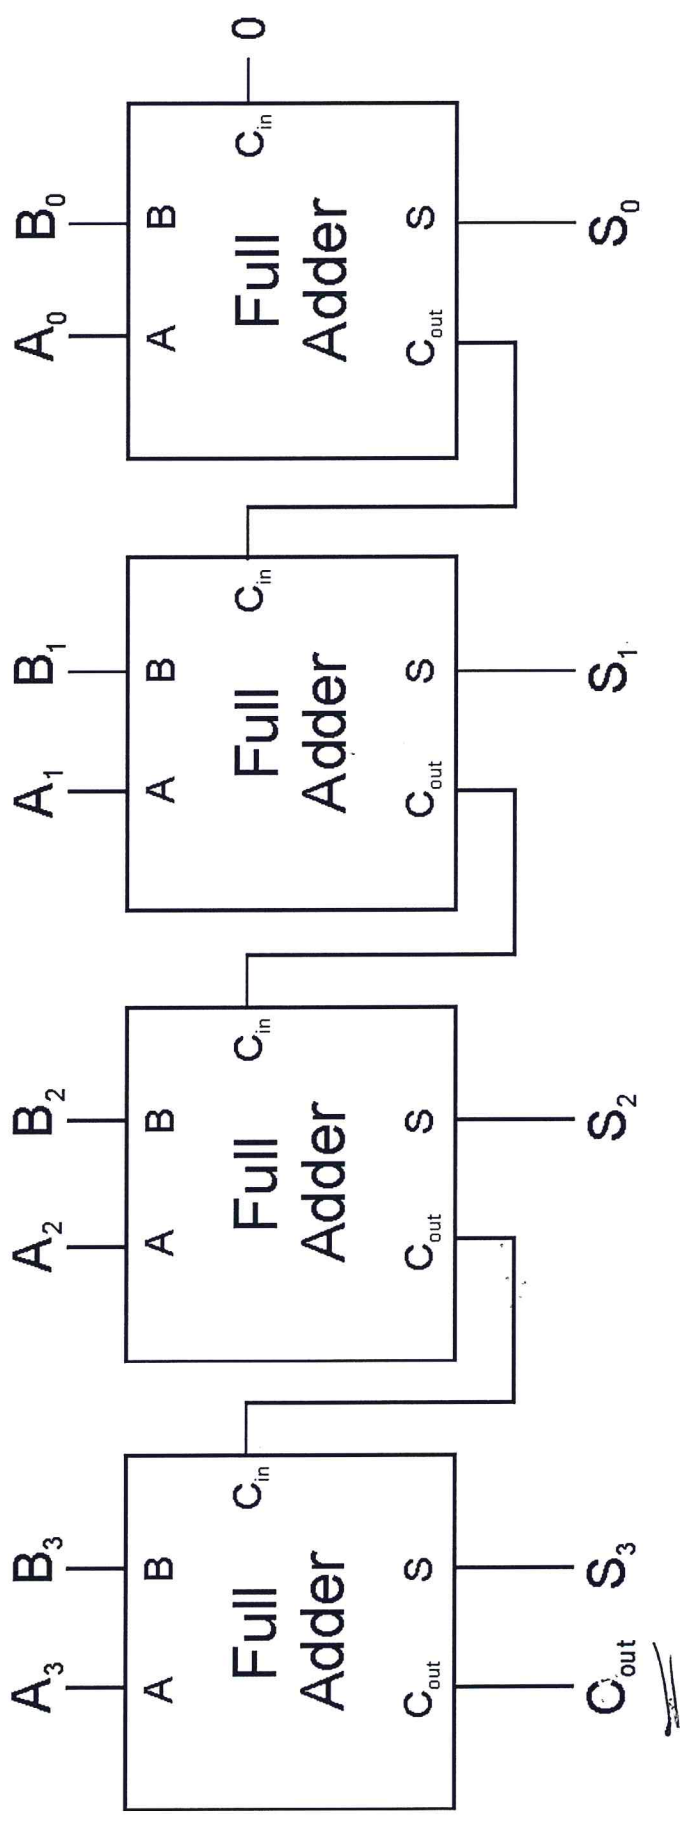 A₃ B₃ A₂ B₂ A₁ B₁ A₀ B₀
A B A B A B A B
Cin Cin Cin Cin 0
Full Full Full Full
Adder Adder Adder Adder
Cout S Cout S Cout S Cout S
Cout S₃ S₂ S₁ S₀